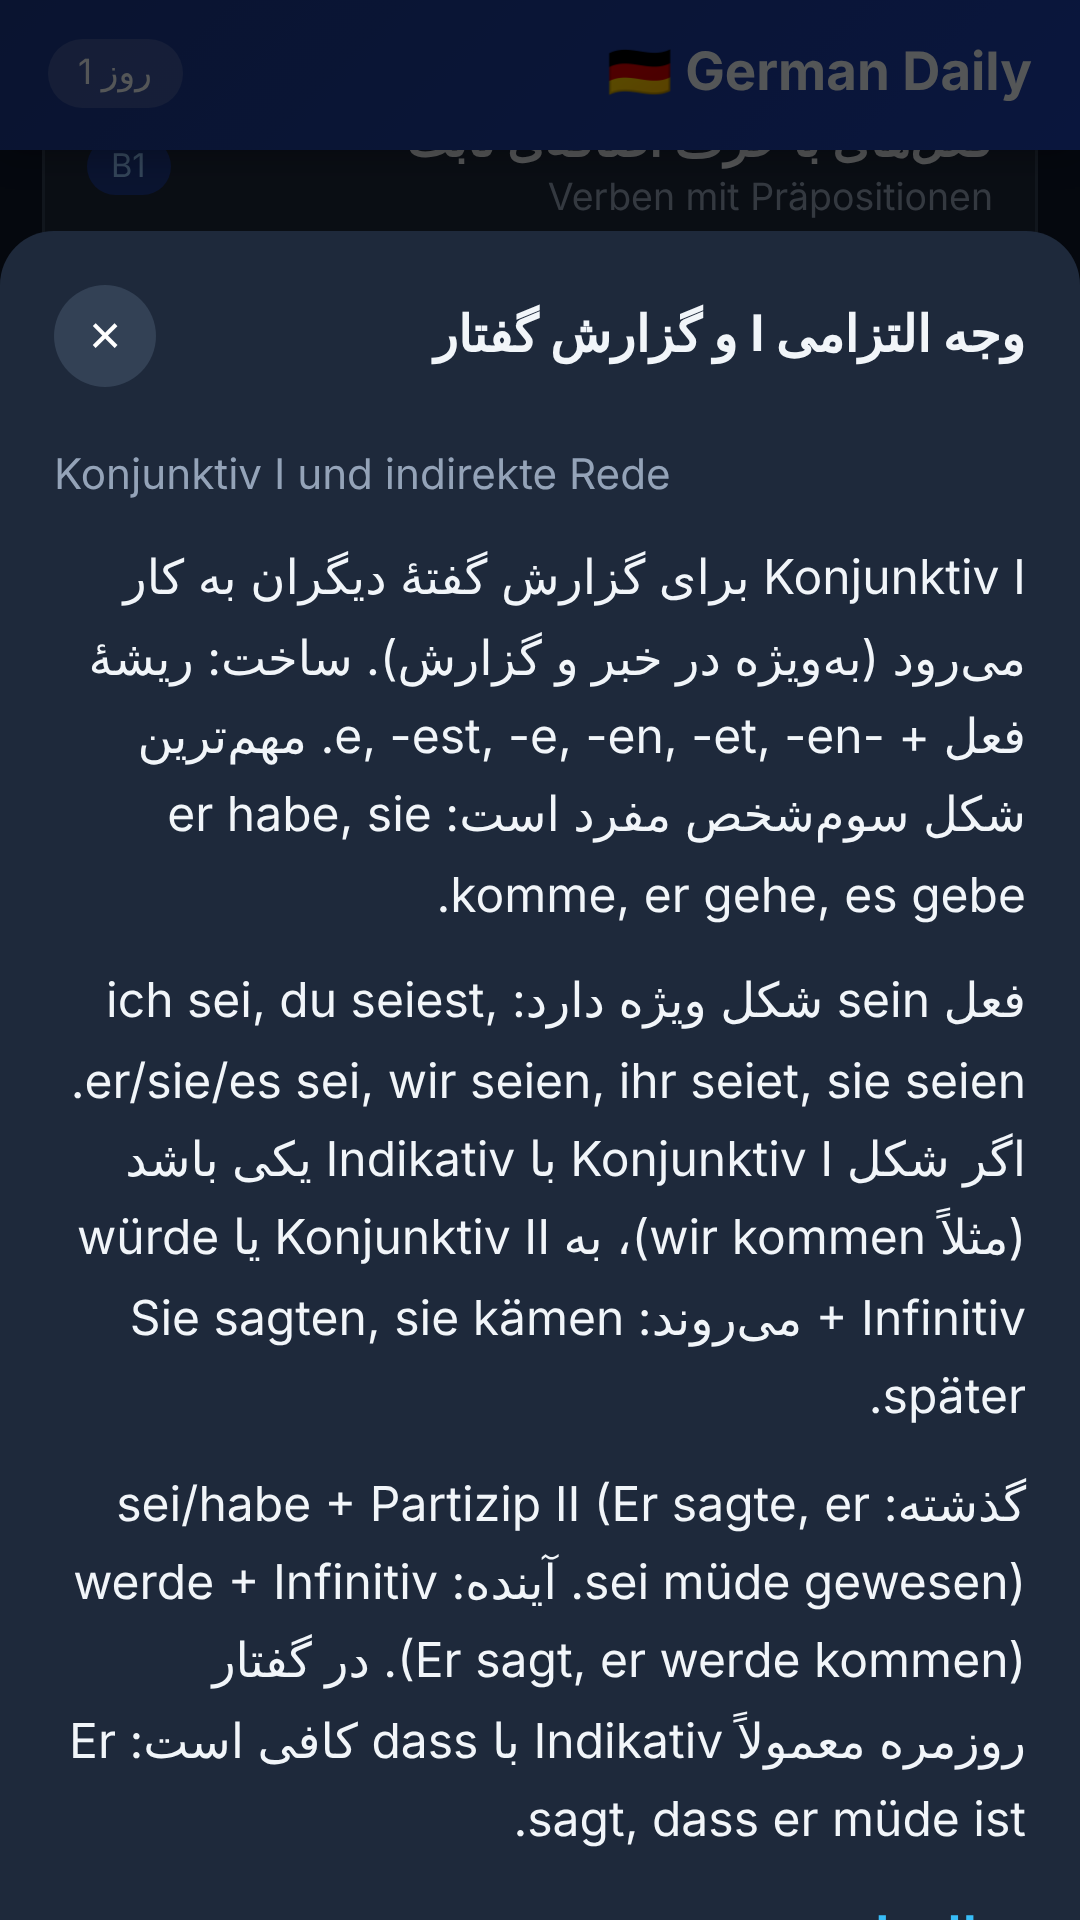 🇩🇪 German Daily
روز 1
فعل‌های با حرف اضافه‌ی ثابت
B1
Verben mit Präpositionen
وجه التزامی I و گزارش گفتار
×
Konjunktiv I und indirekte Rede
Konjunktiv I برای گزارش گفتهٔ دیگران به کار
می‌رود (به‌ویژه در خبر و گزارش). ساخت: ریشهٔ
فعل + -e, -est, -e, -en, -et, -en. مهم‌ترین
شکل سوم‌شخص مفرد است: er habe, sie
komme, er gehe, es gebe.
فعل sein شکل ویژه دارد: ich sei, du seiest,
er/sie/es sei, wir seien, ihr seiet, sie seien.
اگر شکل Konjunktiv I با Indikativ یکی باشد
(مثلاً wir kommen)، به Konjunktiv II یا würde
+ Infinitiv می‌روند: Sie sagten, sie kämen
später.
گذشته: sei/habe + Partizip II (Er sagte, er
sei müde gewesen). آینده: werde + Infinitiv
(Er sagt, er werde kommen). در گفتار
روزمره معمولاً Indikativ با dass کافی است: Er
sagt, dass er müde ist.